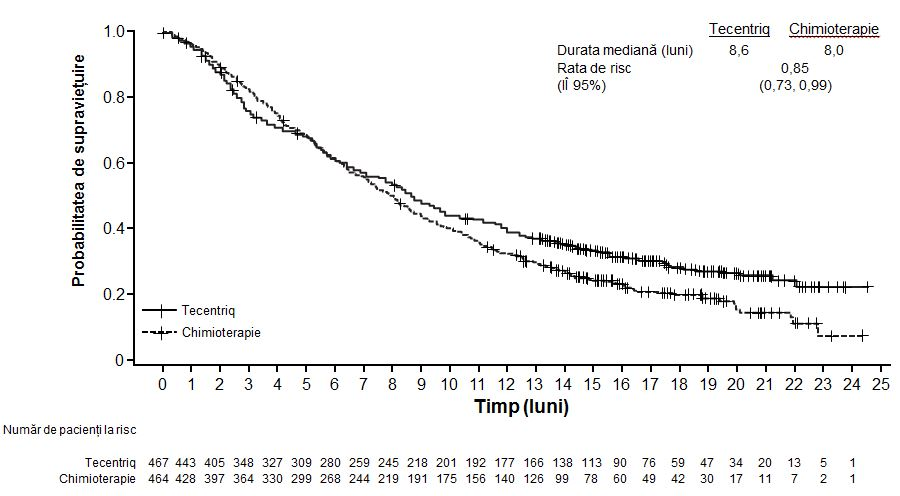 Tecentriq Chimioterapie
Durata mediană (luni) 8,6 8,0
Rata de risc 0,85
(IÎ 95%) (0,73, 0,99)
Probabilitatea de supraviețuire
1.0
0.8
0.6
0.4
0.2
0
Tecentriq
Chimioterapie
0 1 2 3 4 5 6 7 8 9 10 11 12 13 14 15 16 17 18 19 20 21 22 23 24 25
Timp (luni)
Număr de pacienți la risc
Tecentriq 467 443 405 348 327 309 280 259 245 218 201 192 177 166 138 113 90 76 59 47 34 20 13 5 1
Chimioterapie 464 428 397 364 330 299 268 244 219 191 175 156 140 126 99 78 60 49 42 30 17 11 7 2 1